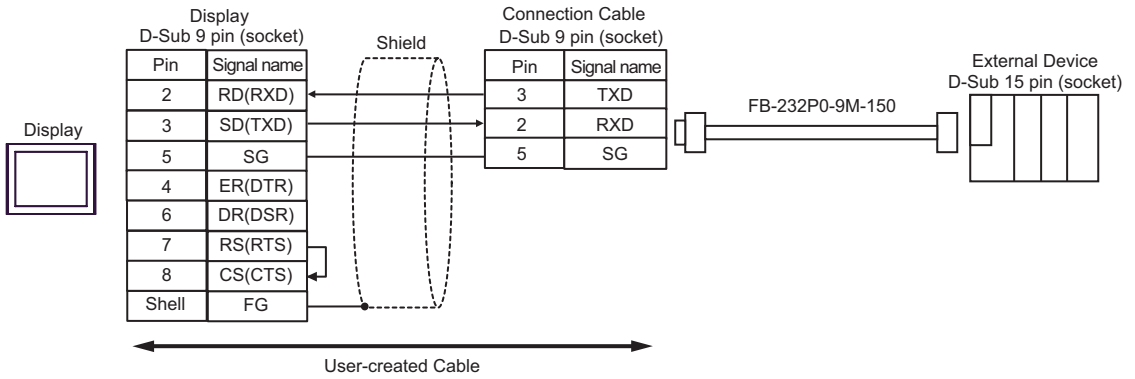 Display
D-Sub 9 pin (socket)
Shield
Connection Cable
D-Sub 9 pin (socket)
External Device
D-Sub 15 pin (socket)
Display
Pin Signal name
2 RD(RXD)
3 SD(TXD)
5 SG
4 ER(DTR)
6 DR(DSR)
7 RS(RTS)
8 CS(CTS)
Shell FG
Pin Signal name
3 TXD
2 RXD
5 SG
FB-232P0-9M-150
User-created Cable